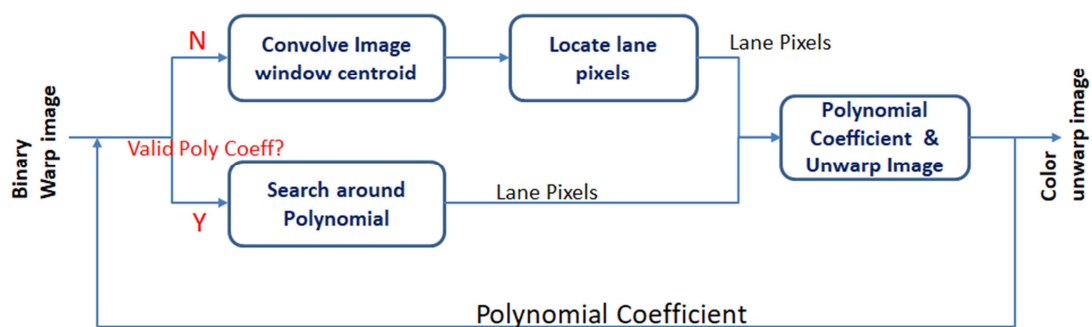 Binary
Warp image
Valid Poly Coeff?
N
Convolve Image
window centroid
Locate lane
pixels
Lane Pixels
Y
Search around
Polynomial
Lane Pixels
Polynomial
Coefficient &
Unwarp Image
Color
unwarp image
Polynomial Coefficient